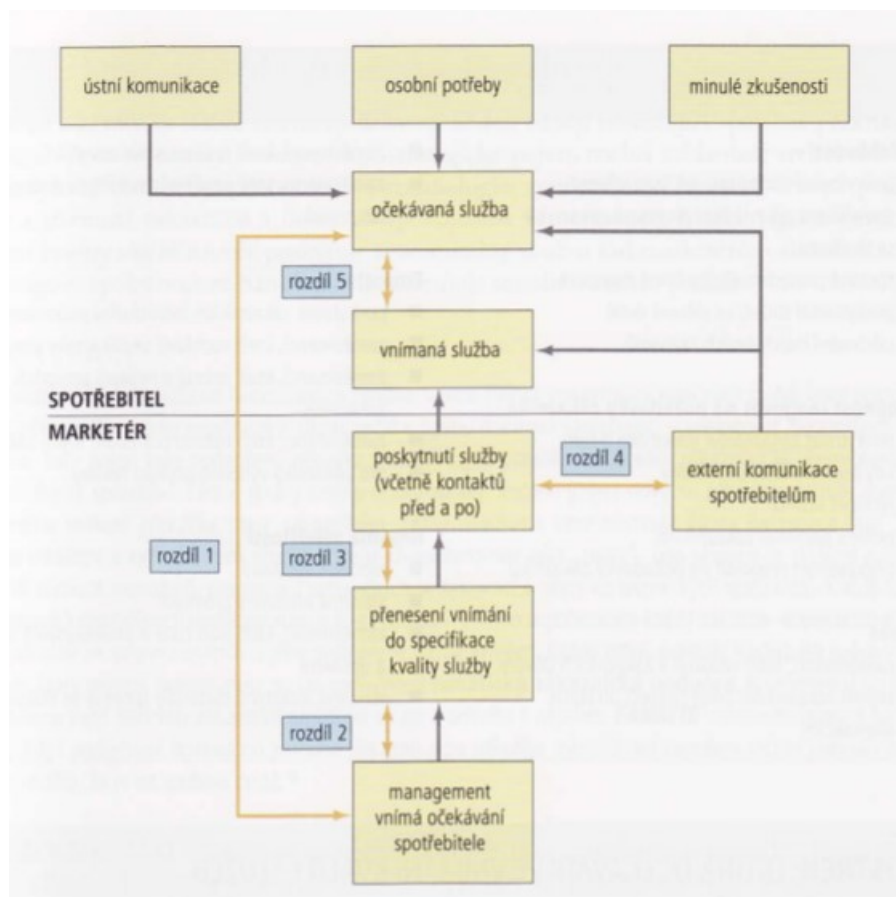 ústní komunikace
osobní potřeby
minulé zkušenosti
očekávaná služba
rozdíl 5
vnímaná služba
SPOTŘEBITEL
MARKETÉR
poskytnutí služby
(včetně kontaktů
před a po)
rozdíl 4
externí komunikace
spotřebitelům
rozdíl 1
rozdíl 3
přenesení vnímání
do specifikace
kvality služby
rozdíl 2
management
vnímá očekávání
spotřebitele